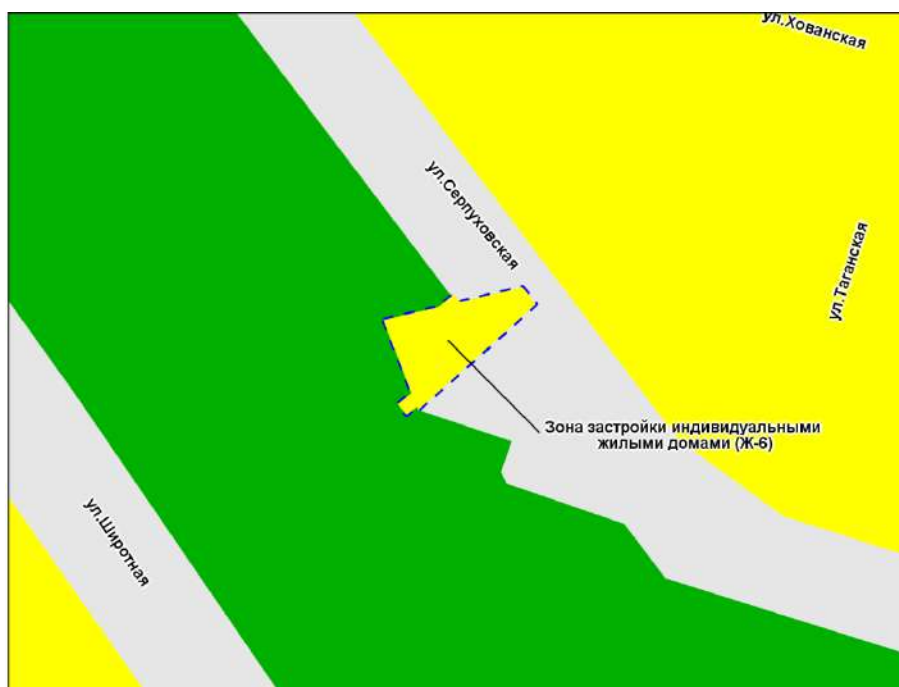 ул.Хованская
ул.Серпуховская
ул.Таганская
Зона застройки индивидуальными
жилыми домами (Ж-6)
ул.Широтная